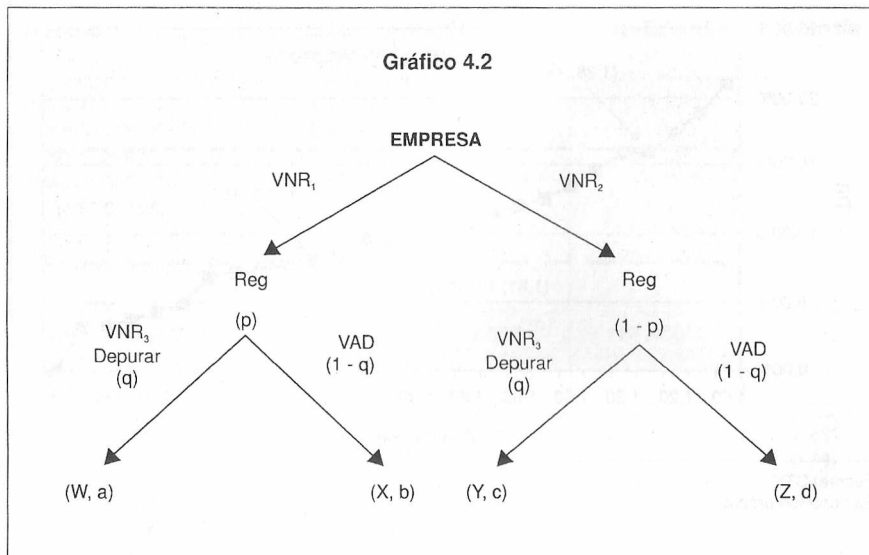 Gráfico 4.2
EMPRESA
VNR₁
VNR₂
Reg
Reg
(p)
(1 - p)
VNR₃
Depurar
(q)
VAD
(1 - q)
VNR₃
Depurar
(q)
VAD
(1 - q)
(W, a)
(X, b)
(Y, c)
(Z, d)